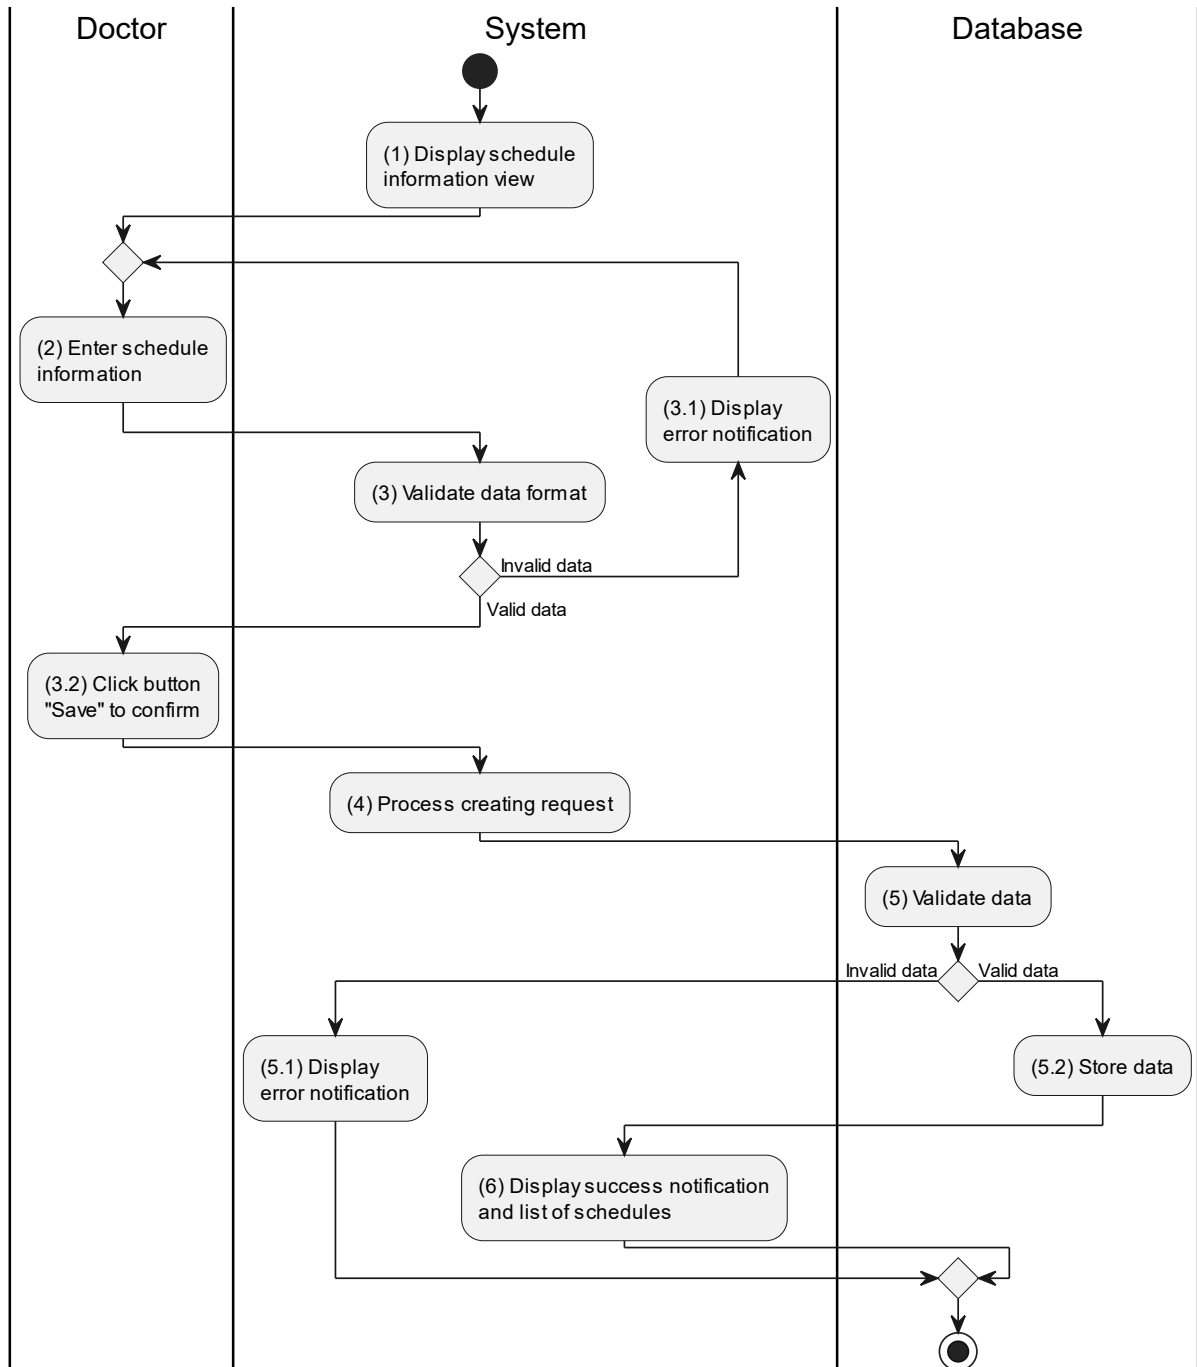 Doctor
System
Database
(1) Display schedule
information view
(2) Enter schedule
information
(3.1) Display
error notification
(3) Validate data format
Invalid data
Valid data
(3.2) Click button
"Save" to confirm
(4) Process creating request
(5) Validate data
Invalid data
Valid data
(5.1) Display
error notification
(5.2) Store data
(6) Display success notification
and list of schedules